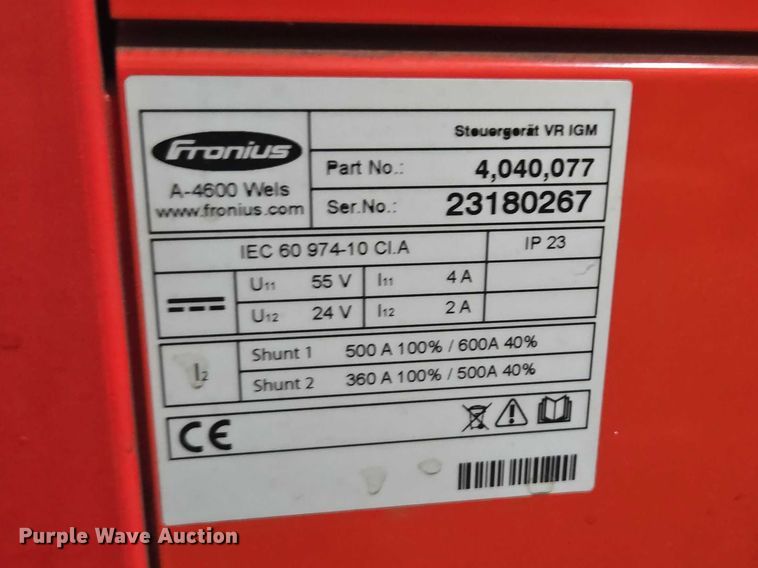 Fronius
A-4600 Wels
www.fronius.com
Steuergerät VR IGM
Part No.: 4,040,077
Ser.No.: 23180267
IEC 60 974-10 Cl.A IP 23
U11 55 V I11 4 A
U12 24 V I12 2 A
I2
Shunt 1 500 A 100% / 600A 40%
Shunt 2 360 A 100% / 500A 40%
CE
Purple Wave Auction